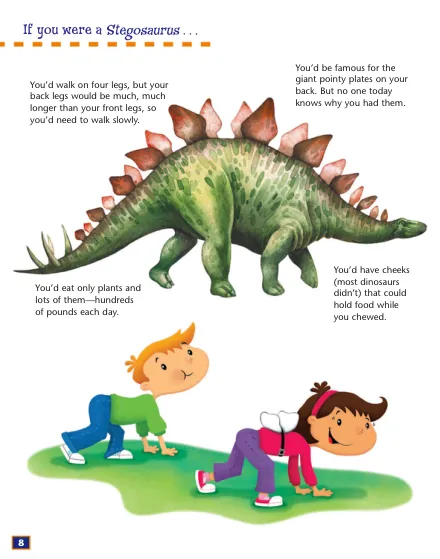 If you were a Stegosaurus . . .
You'd walk on four legs, but your
back legs would be much, much
longer than your front legs, so
you'd need to walk slowly.
You'd be famous for the
giant pointy plates on your
back. But no one today
knows why you had them.
You'd eat only plants and
lots of them—hundreds
of pounds each day.
You'd have cheeks
(most dinosaurs
didn't) that could
hold food while
you chewed.
8